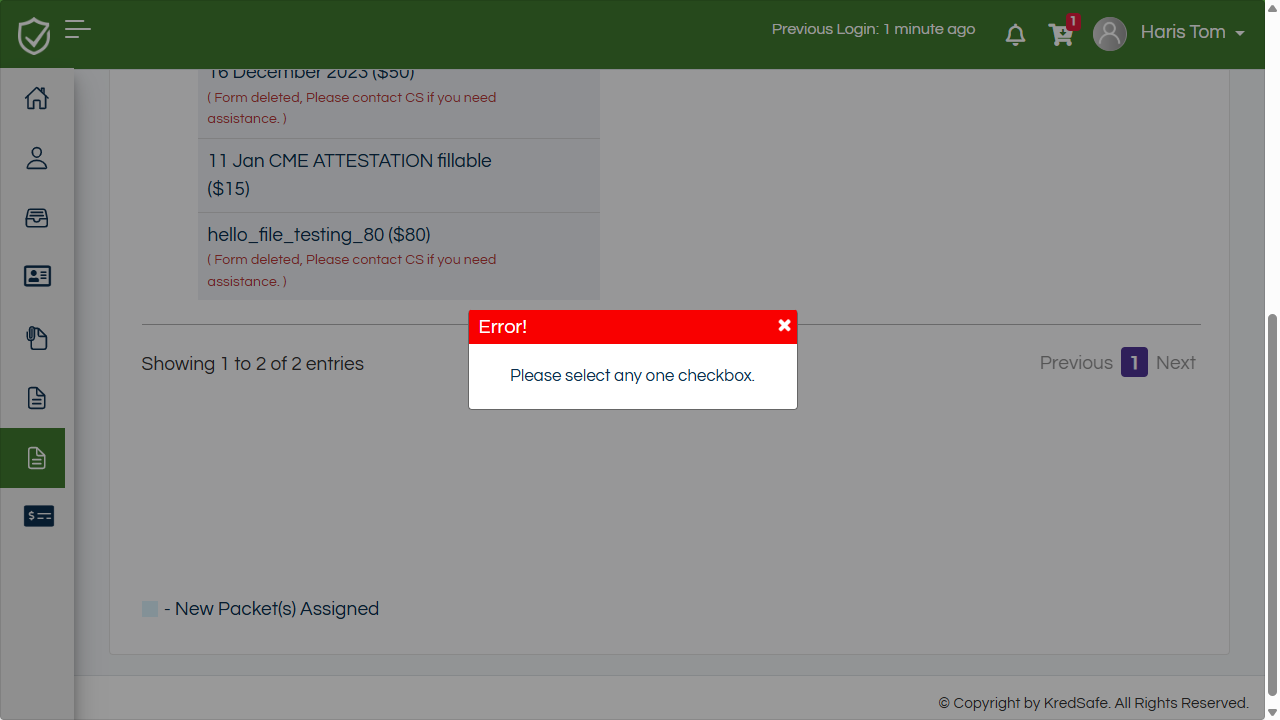 Previous Login: 1 minute ago
1
Haris Tom
16 December 2023 ($50)
( Form deleted, Please contact CS if you need
assistance. )
11 Jan CME ATTESTATION fillable
($15)
hello_file_testing_80 ($80)
( Form deleted, Please contact CS if you need
assistance. )
Error!
Please select any one checkbox.
Showing 1 to 2 of 2 entries
Previous 1 Next
- New Packet(s) Assigned
© Copyright by KredSafe. All Rights Reserved.